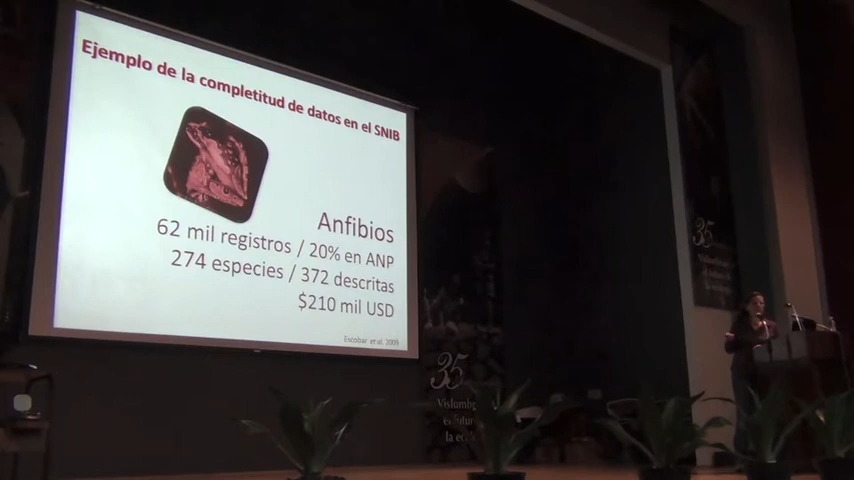 Ejemplo de la completitud de datos en el SNIB
Anfibios
62 mil registros / 20% en ANP
274 especies / 372 descritas
$210 mil USD
Escobar et al. 2009
35
35